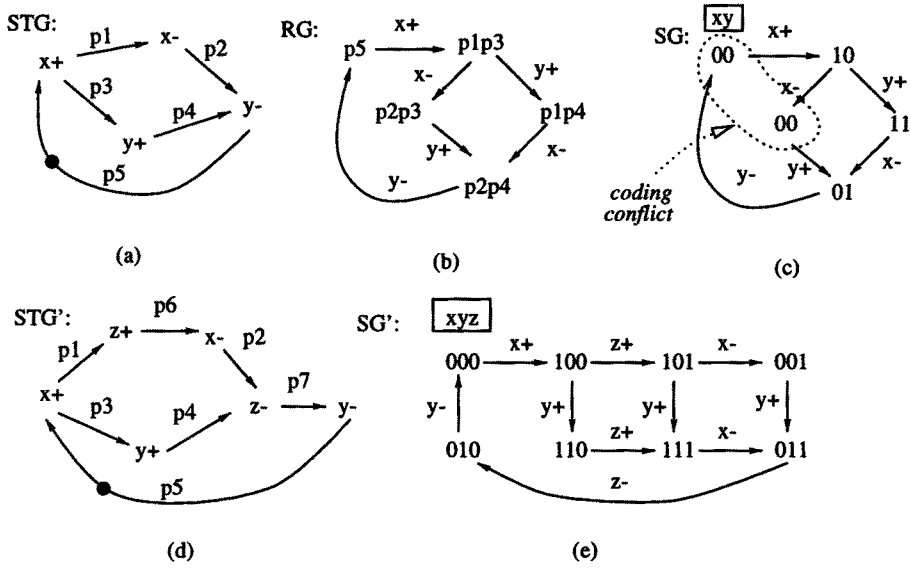 STG:
x+
p1
x-
p2
p3
y+
p4
y-
p5
(a)
RG:
p5
x+
p1p3
x-
y+
p2p3
p1p4
y+
x-
y-
p2p4
(b)
SG:
xy
00
x+
10
x-
y+
00
11
y+
x-
y-
01
coding
conflict
(c)
STG':
p1
z+
p6
x-
p2
x+
p3
p4
z-
p7
y-
y+
p5
(d)
SG':
xyz
000 x+ 100 z+ 101 x- 001
y- y+ y+ y+
010 110 z+ 111 x- 011
z-
(e)